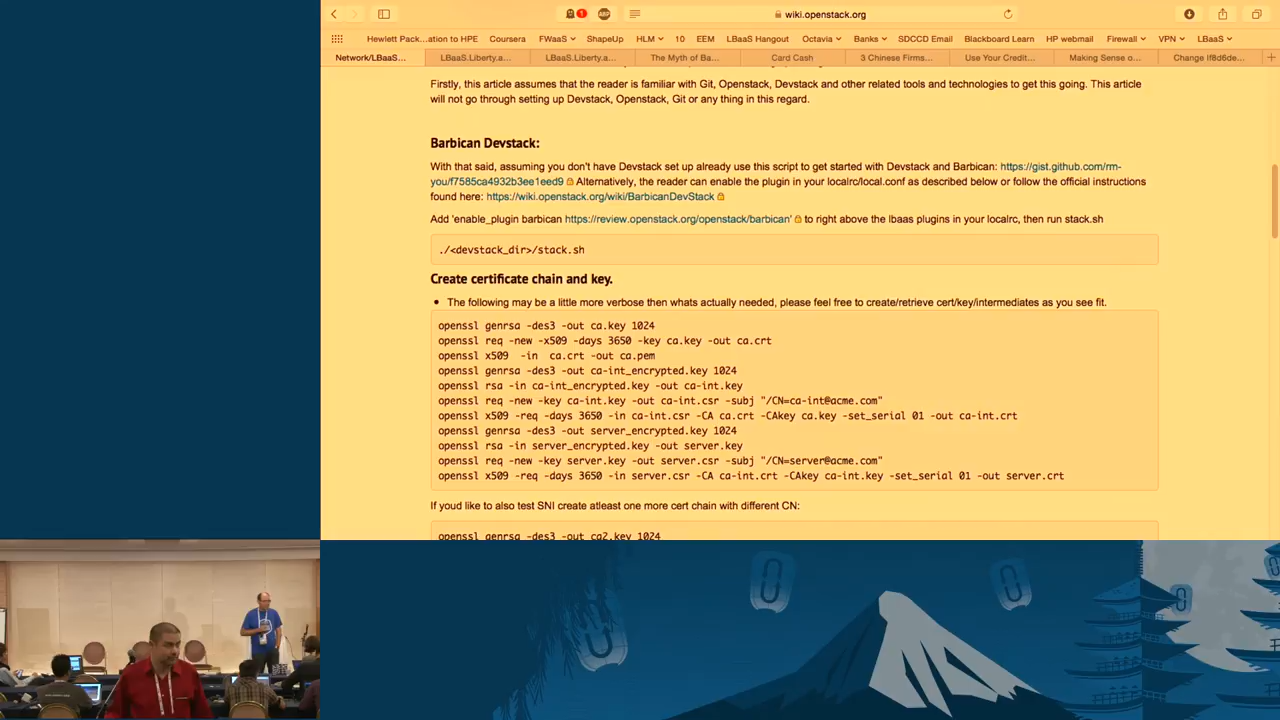 wiki.openstack.org
1
ABP
Hewlett Pack...ation to HPE Coursera FWaaS ShapeUp HLM 10 EEM LBaaS Hangout Octavia Banks SDCCD Email Blackboard Learn HP webmail Firewall VPN LBaaS
Network/LBaaS... LBaaS.Liberty.a... LBaaS.Liberty.a... The Myth of Ba... Card Cash 3 Chinese Firms... Use Your Credit... Making Sense o... Change If8d6de...
Firstly, this article assumes that the reader is familiar with Git, Openstack, Devstack and other related tools and technologies to get this going. This article
will not go through setting up Devstack, Openstack, Git or any thing in this regard.
Barbican Devstack:
With that said, assuming you don't have Devstack set up already use this script to get started with Devstack and Barbican: https://gist.github.com/rm-
you/f7585ca4932b3ee1eed9 Alternatively, the reader can enable the plugin in your localrc/local.conf as described below or follow the official instructions
found here: https://wiki.openstack.org/wiki/BarbicanDevStack
Add 'enable_plugin barbican https://review.openstack.org/openstack/barbican' to right above the lbaas plugins in your localrc, then run stack.sh
./<devstack_dir>/stack.sh
Create certificate chain and key.
The following may be a little more verbose then whats actually needed, please feel free to create/retrieve cert/key/intermediates as you see fit.
openssl genrsa -des3 -out ca.key 1024
openssl req -new -x509 -days 3650 -key ca.key -out ca.crt
openssl x509  -in  ca.crt -out ca.pem
openssl genrsa -des3 -out ca-int_encrypted.key 1024
openssl rsa -in ca-int_encrypted.key -out ca-int.key
openssl req -new -key ca-int.key -out ca-int.csr -subj "/CN=ca-int@acme.com"
openssl x509 -req -days 3650 -in ca-int.csr -CA ca.crt -CAkey ca.key -set_serial 01 -out ca-int.crt
openssl genrsa -des3 -out server_encrypted.key 1024
openssl rsa -in server_encrypted.key -out server.key
openssl req -new -key server.key -out server.csr -subj "/CN=server@acme.com"
openssl x509 -req -days 3650 -in server.csr -CA ca-int.crt -CAkey ca-int.key -set_serial 01 -out server.crt
If youd like to also test SNI create atleast one more cert chain with different CN:
openssl genrsa -des3 -out ca2.key 1024